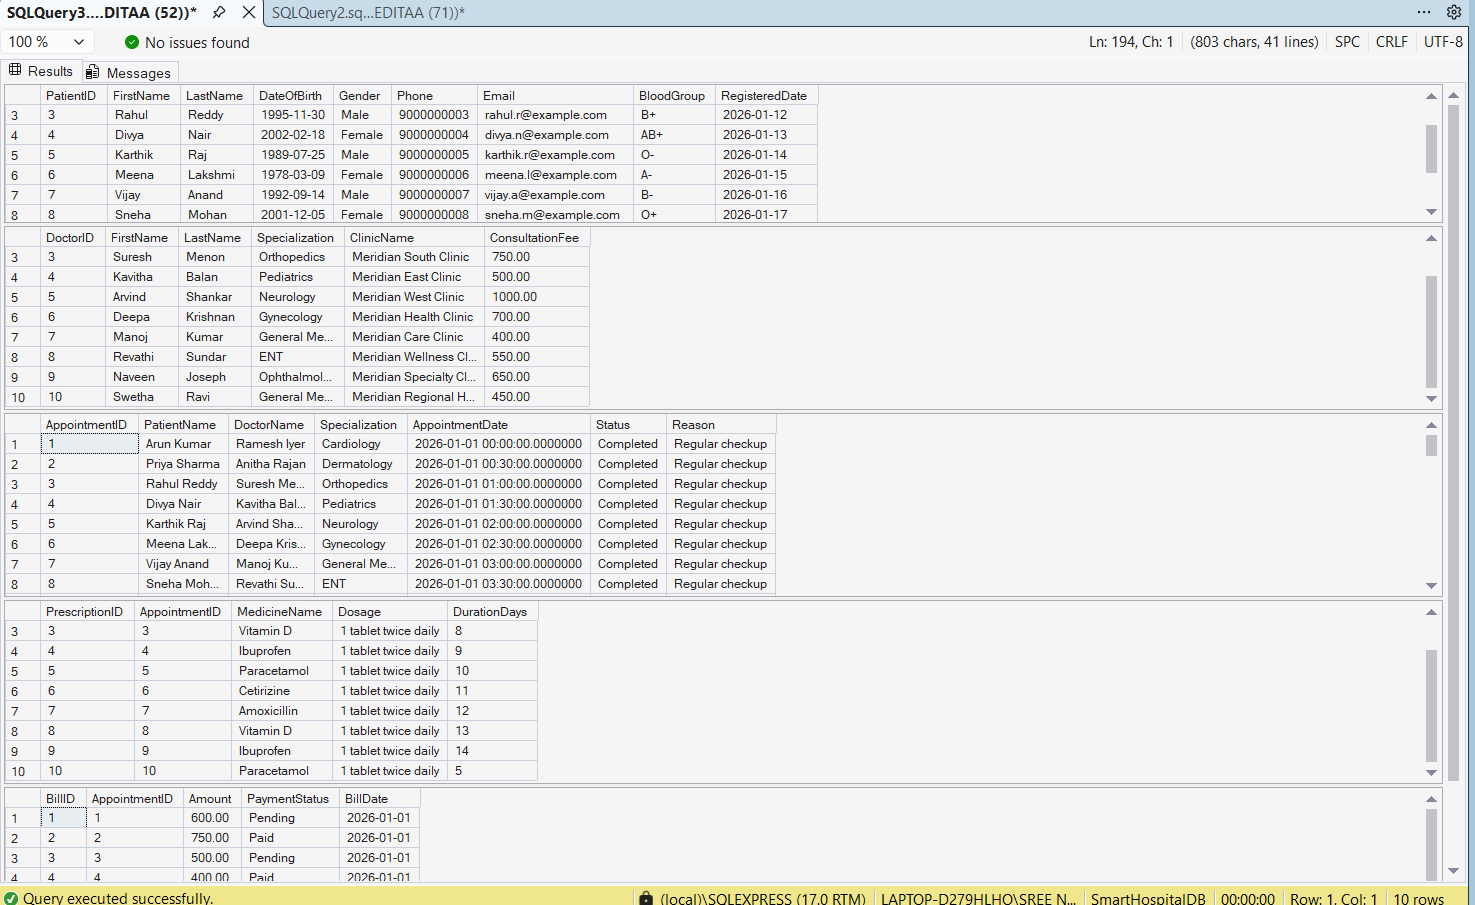 SQLQuery3....DITAA (52))* SQLQuery2.sq...EDITAA (71))*
100 % No issues found Ln: 194, Ch: 1 (803 chars, 41 lines) SPC CRLF UTF-8
Results Messages
PatientID FirstName LastName DateOfBirth Gender Phone Email BloodGroup RegisteredDate
3 3 Rahul Reddy 1995-11-30 Male 9000000003 rahul.r@example.com B+ 2026-01-12
4 4 Divya Nair 2002-02-18 Female 9000000004 divya.n@example.com AB+ 2026-01-13
5 5 Karthik Raj 1989-07-25 Male 9000000005 karthik.r@example.com O- 2026-01-14
6 6 Meena Lakshmi 1978-03-09 Female 9000000006 meena.l@example.com A- 2026-01-15
7 7 Vijay Anand 1992-09-14 Male 9000000007 vijay.a@example.com B- 2026-01-16
8 8 Sneha Mohan 2001-12-05 Female 9000000008 sneha.m@example.com O+ 2026-01-17
DoctorID FirstName LastName Specialization ClinicName ConsultationFee
3 3 Suresh Menon Orthopedics Meridian South Clinic 750.00
4 4 Kavitha Balan Pediatrics Meridian East Clinic 500.00
5 5 Arvind Shankar Neurology Meridian West Clinic 1000.00
6 6 Deepa Krishnan Gynecology Meridian Health Clinic 700.00
7 7 Manoj Kumar General Me... Meridian Care Clinic 400.00
8 8 Revathi Sundar ENT Meridian Wellness Cl... 550.00
9 9 Naveen Joseph Ophthalmol... Meridian Specialty Cl... 650.00
10 10 Swetha Ravi General Me... Meridian Regional H... 450.00
AppointmentID PatientName DoctorName Specialization AppointmentDate Status Reason
1 1 Arun Kumar Ramesh Iyer Cardiology 2026-01-01 00:00:00.0000000 Completed Regular checkup
2 2 Priya Sharma Anitha Rajan Dermatology 2026-01-01 00:30:00.0000000 Completed Regular checkup
3 3 Rahul Reddy Suresh Me... Orthopedics 2026-01-01 01:00:00.0000000 Completed Regular checkup
4 4 Divya Nair Kavitha Bal... Pediatrics 2026-01-01 01:30:00.0000000 Completed Regular checkup
5 5 Karthik Raj Arvind Sha... Neurology 2026-01-01 02:00:00.0000000 Completed Regular checkup
6 6 Meena Lak... Deepa Kris... Gynecology 2026-01-01 02:30:00.0000000 Completed Regular checkup
7 7 Vijay Anand Manoj Ku... General Me... 2026-01-01 03:00:00.0000000 Completed Regular checkup
8 8 Sneha Moh... Revathi Su... ENT 2026-01-01 03:30:00.0000000 Completed Regular checkup
PrescriptionID AppointmentID MedicineName Dosage DurationDays
3 3 3 Vitamin D 1 tablet twice daily 8
4 4 4 Ibuprofen 1 tablet twice daily 9
5 5 5 Paracetamol 1 tablet twice daily 10
6 6 6 Cetirizine 1 tablet twice daily 11
7 7 7 Amoxicillin 1 tablet twice daily 12
8 8 8 Vitamin D 1 tablet twice daily 13
9 9 9 Ibuprofen 1 tablet twice daily 14
10 10 10 Paracetamol 1 tablet twice daily 5
BillID AppointmentID Amount PaymentStatus BillDate
1 1 1 600.00 Pending 2026-01-01
2 2 2 750.00 Paid 2026-01-01
3 3 3 500.00 Pending 2026-01-01
4 4 4 400.00 Paid 2026-01-01
Query executed successfully. (local)\SQLEXPRESS (17.0 RTM) LAPTOP-D279HLHO\SREE N... SmartHospitalDB 00:00:00 Row: 1, Col: 1 10 rows